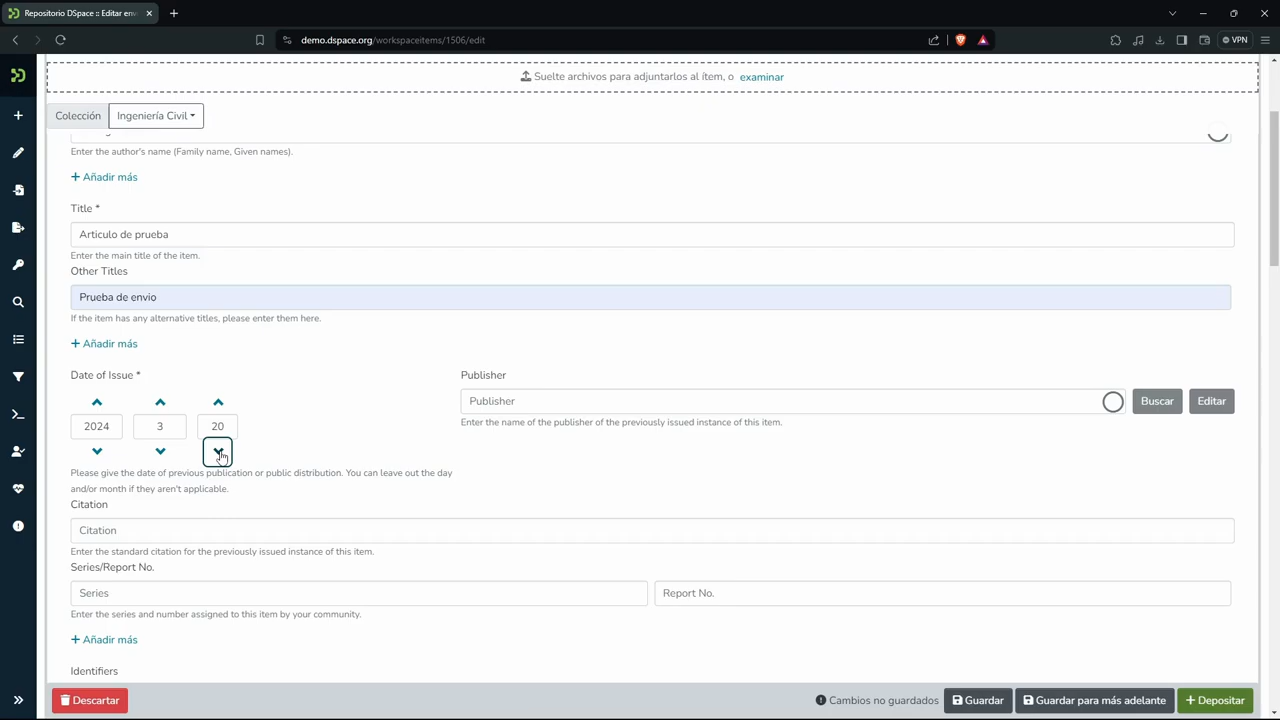 Repositorio DSpace :: Editar env
demo.dspace.org/workspaceitems/1506/edit
VPN
Suelte archivos para adjuntarlos al ítem, o examinar
Colección
Ingeniería Civil
Enter the author's name (Family name, Given names).
+ Añadir más
Title *
Articulo de prueba
Enter the main title of the item.
Other Titles
Prueba de envio
If the item has any alternative titles, please enter them here.
+ Añadir más
Date of Issue *
Publisher
Publisher
Buscar
Editar
2024
3
20
Enter the name of the publisher of the previously issued instance of this item.
Please give the date of previous publication or public distribution. You can leave out the day
and/or month if they aren't applicable.
Citation
Citation
Enter the standard citation for the previously issued instance of this item.
Series/Report No.
Series
Report No.
Enter the series and number assigned to this item by your community.
+ Añadir más
Identifiers
Descartar
Cambios no guardados
Guardar
Guardar para más adelante
+ Depositar